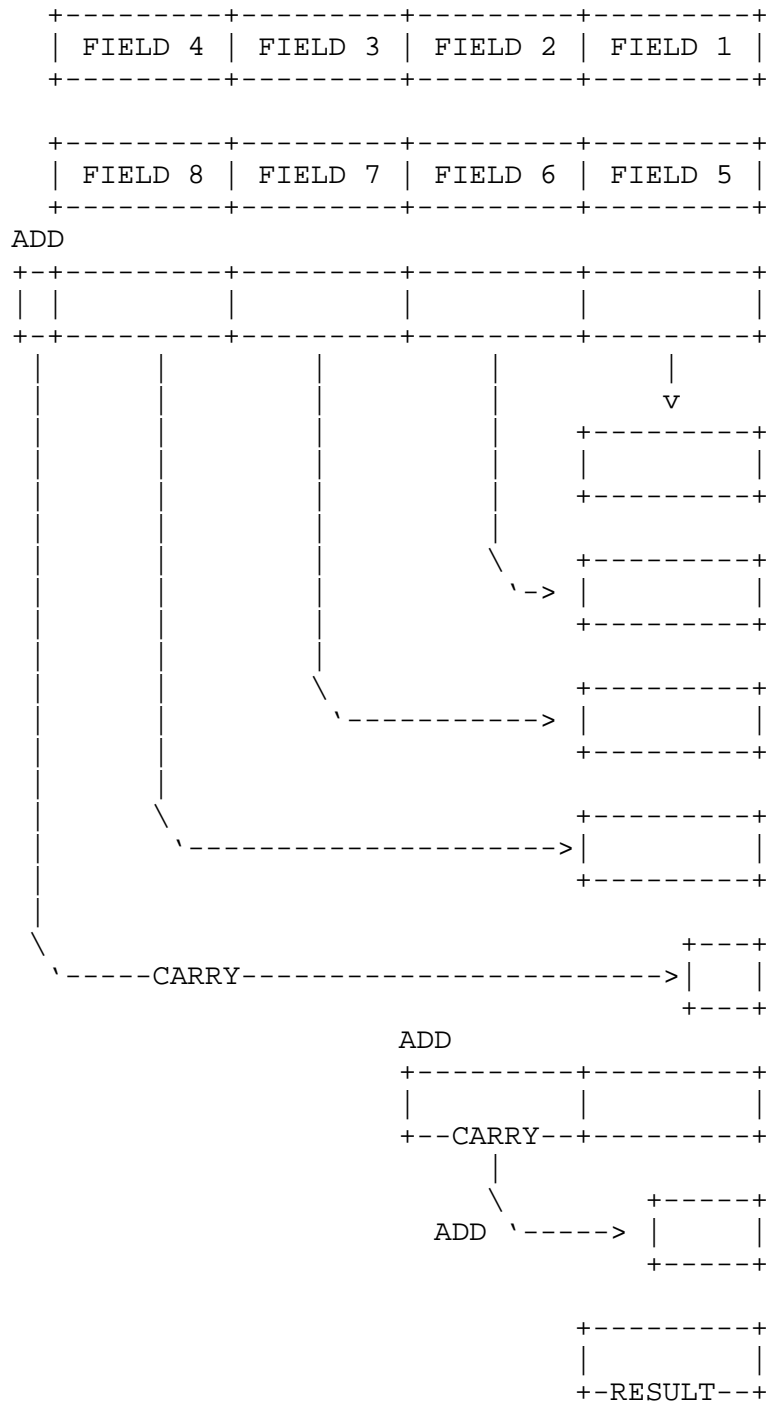 FIELD 4 FIELD 3 FIELD 2 FIELD 1
FIELD 8 FIELD 7 FIELD 6 FIELD 5
ADD
v
CARRY
ADD
CARRY
ADD
RESULT